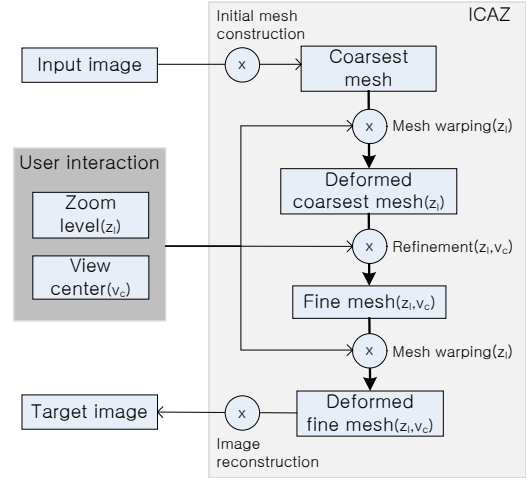 Initial mesh
construction
ICAZ
Input image
x
Coarsest
mesh
x
Mesh warping(zl)
User interaction
Zoom
level(zl)
View
center(vc)
Deformed
coarsest mesh(zl)
x
Refinement(zl,vc)
Fine mesh(zl,vc)
x
Mesh warping(zl)
Target image
x
Deformed
fine mesh(zl,vc)
Image
reconstruction